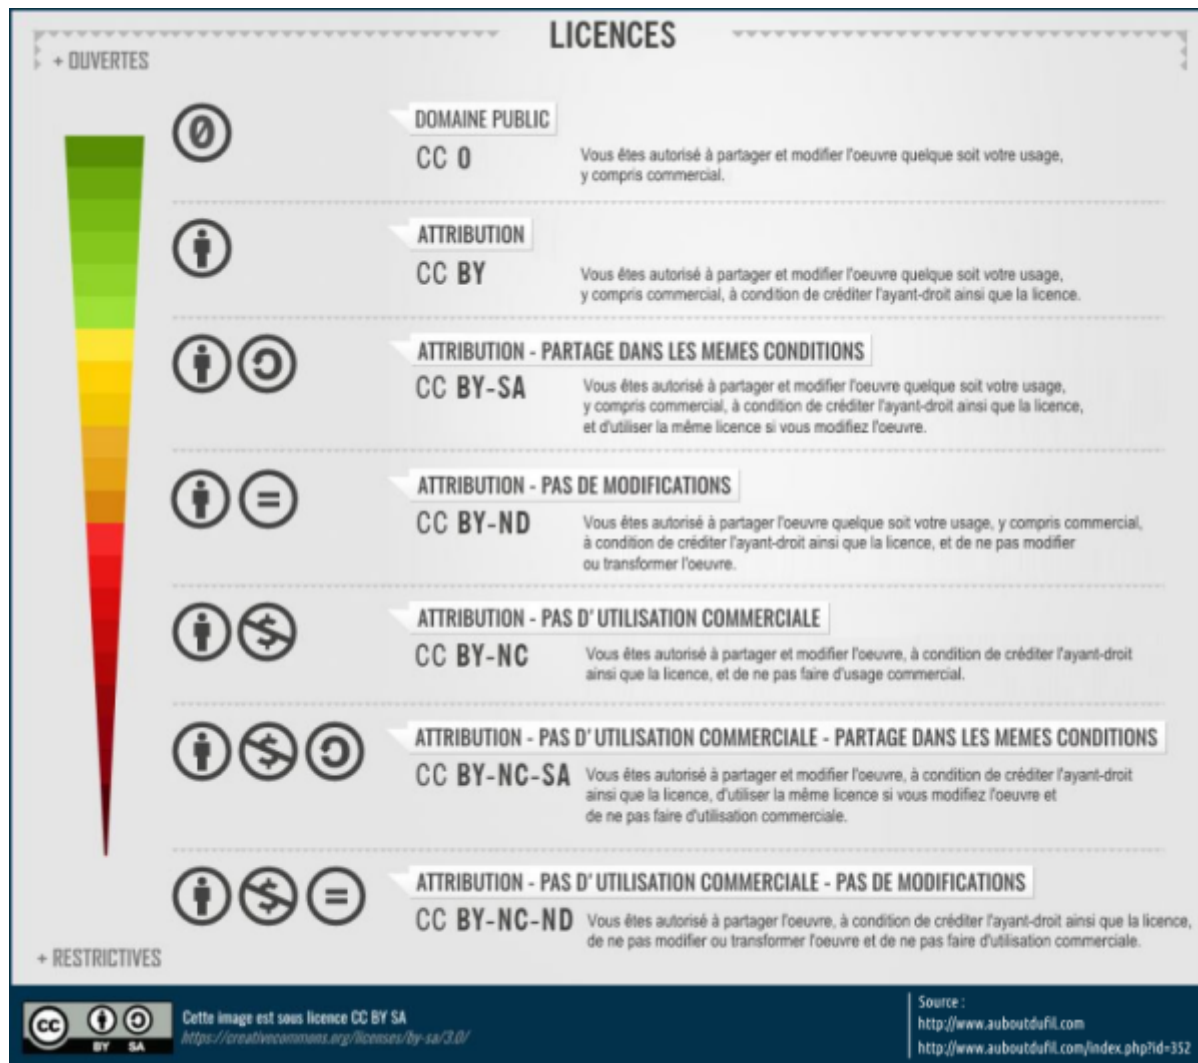 LICENCES
+ OUVERTES
DOMAINE PUBLIC
CC 0
Vous êtes autorisé à partager et modifier l'oeuvre quelque soit votre usage,
y compris commercial.
ATTRIBUTION
CC BY
Vous êtes autorisé à partager et modifier l'oeuvre quelque soit votre usage,
y compris commercial, à condition de créditer l'ayant-droit ainsi que la licence.
ATTRIBUTION - PARTAGE DANS LES MEMES CONDITIONS
CC BY-SA
Vous êtes autorisé à partager et modifier l'oeuvre quelque soit votre usage,
y compris commercial, à condition de créditer l'ayant-droit ainsi que la licence,
et d'utiliser la même licence si vous modifiez l'oeuvre.
ATTRIBUTION - PAS DE MODIFICATIONS
CC BY-ND
Vous êtes autorisé à partager l'oeuvre quelque soit votre usage, y compris commercial,
à condition de créditer l'ayant-droit ainsi que la licence, et de ne pas modifier
ou transformer l'oeuvre.
ATTRIBUTION - PAS D' UTILISATION COMMERCIALE
CC BY-NC
Vous êtes autorisé à partager et modifier l'oeuvre, à condition de créditer l'ayant-droit
ainsi que la licence, et de ne pas faire d'usage commercial.
ATTRIBUTION - PAS D' UTILISATION COMMERCIALE - PARTAGE DANS LES MEMES CONDITIONS
CC BY-NC-SA
Vous êtes autorisé à partager et modifier l'oeuvre, à condition de créditer l'ayant-droit
ainsi que la licence, d'utiliser la même licence si vous modifiez l'oeuvre et
de ne pas faire d'utilisation commerciale.
ATTRIBUTION - PAS D' UTILISATION COMMERCIALE - PAS DE MODIFICATIONS
CC BY-NC-ND
Vous êtes autorisé à partager l'oeuvre, à condition de créditer l'ayant-droit ainsi que la licence,
de ne pas modifier ou transformer l'oeuvre et de ne pas faire d'utilisation commerciale.
+ RESTRICTIVES
cc
BY SA
Cette image est sous licence CC BY SA
https://creativecommons.org/licenses/by-sa/3.0/
Source :
http://www.auboutdufil.com
http://www.auboutdufil.com/index.php?id=352